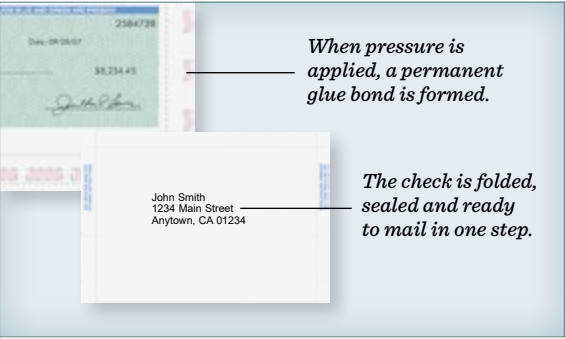 2584728
Date: 09/28/07
$8,234.45
When pressure is
applied, a permanent
glue bond is formed.
John Smith
1234 Main Street
Anytown, CA 01234
The check is folded,
sealed and ready
to mail in one step.